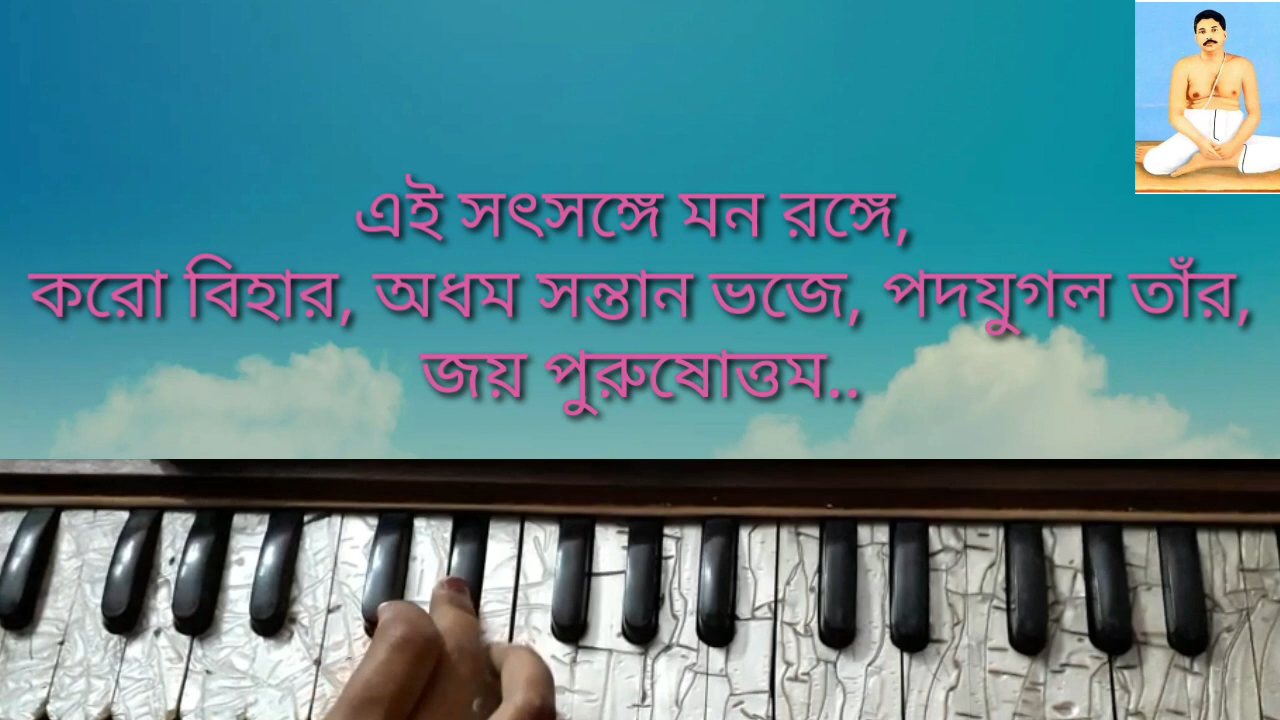 এই সৎসঙ্গে মন রঙ্গে,
করো বিহার, অধম সন্তান ভজে, পদযুগল তাঁর,
জয় পুরুষোত্তম..